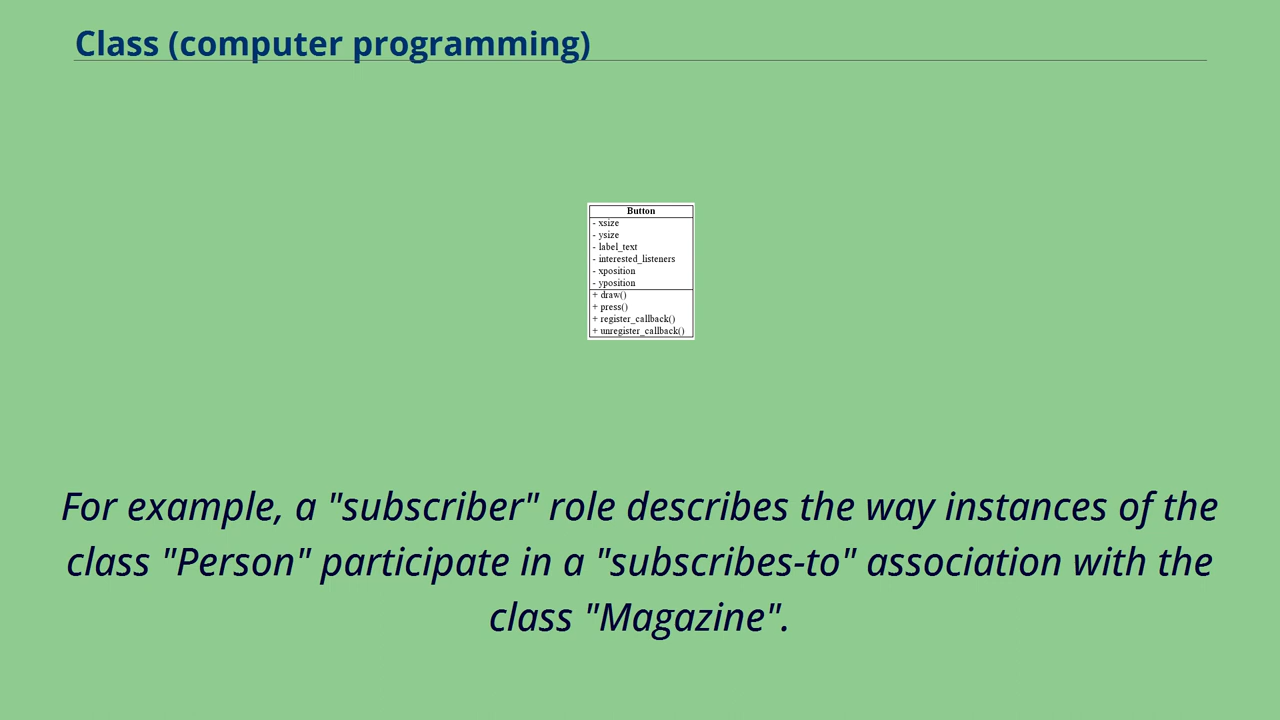 Class (computer programming)
Button
- xsize
- ysize
- label_text
- interested_listeners
- xposition
- yposition
+ draw()
+ press()
+ register_callback()
+ unregister_callback()
For example, a "subscriber" role describes the way instances of the
class "Person" participate in a "subscribes-to" association with the
class "Magazine".